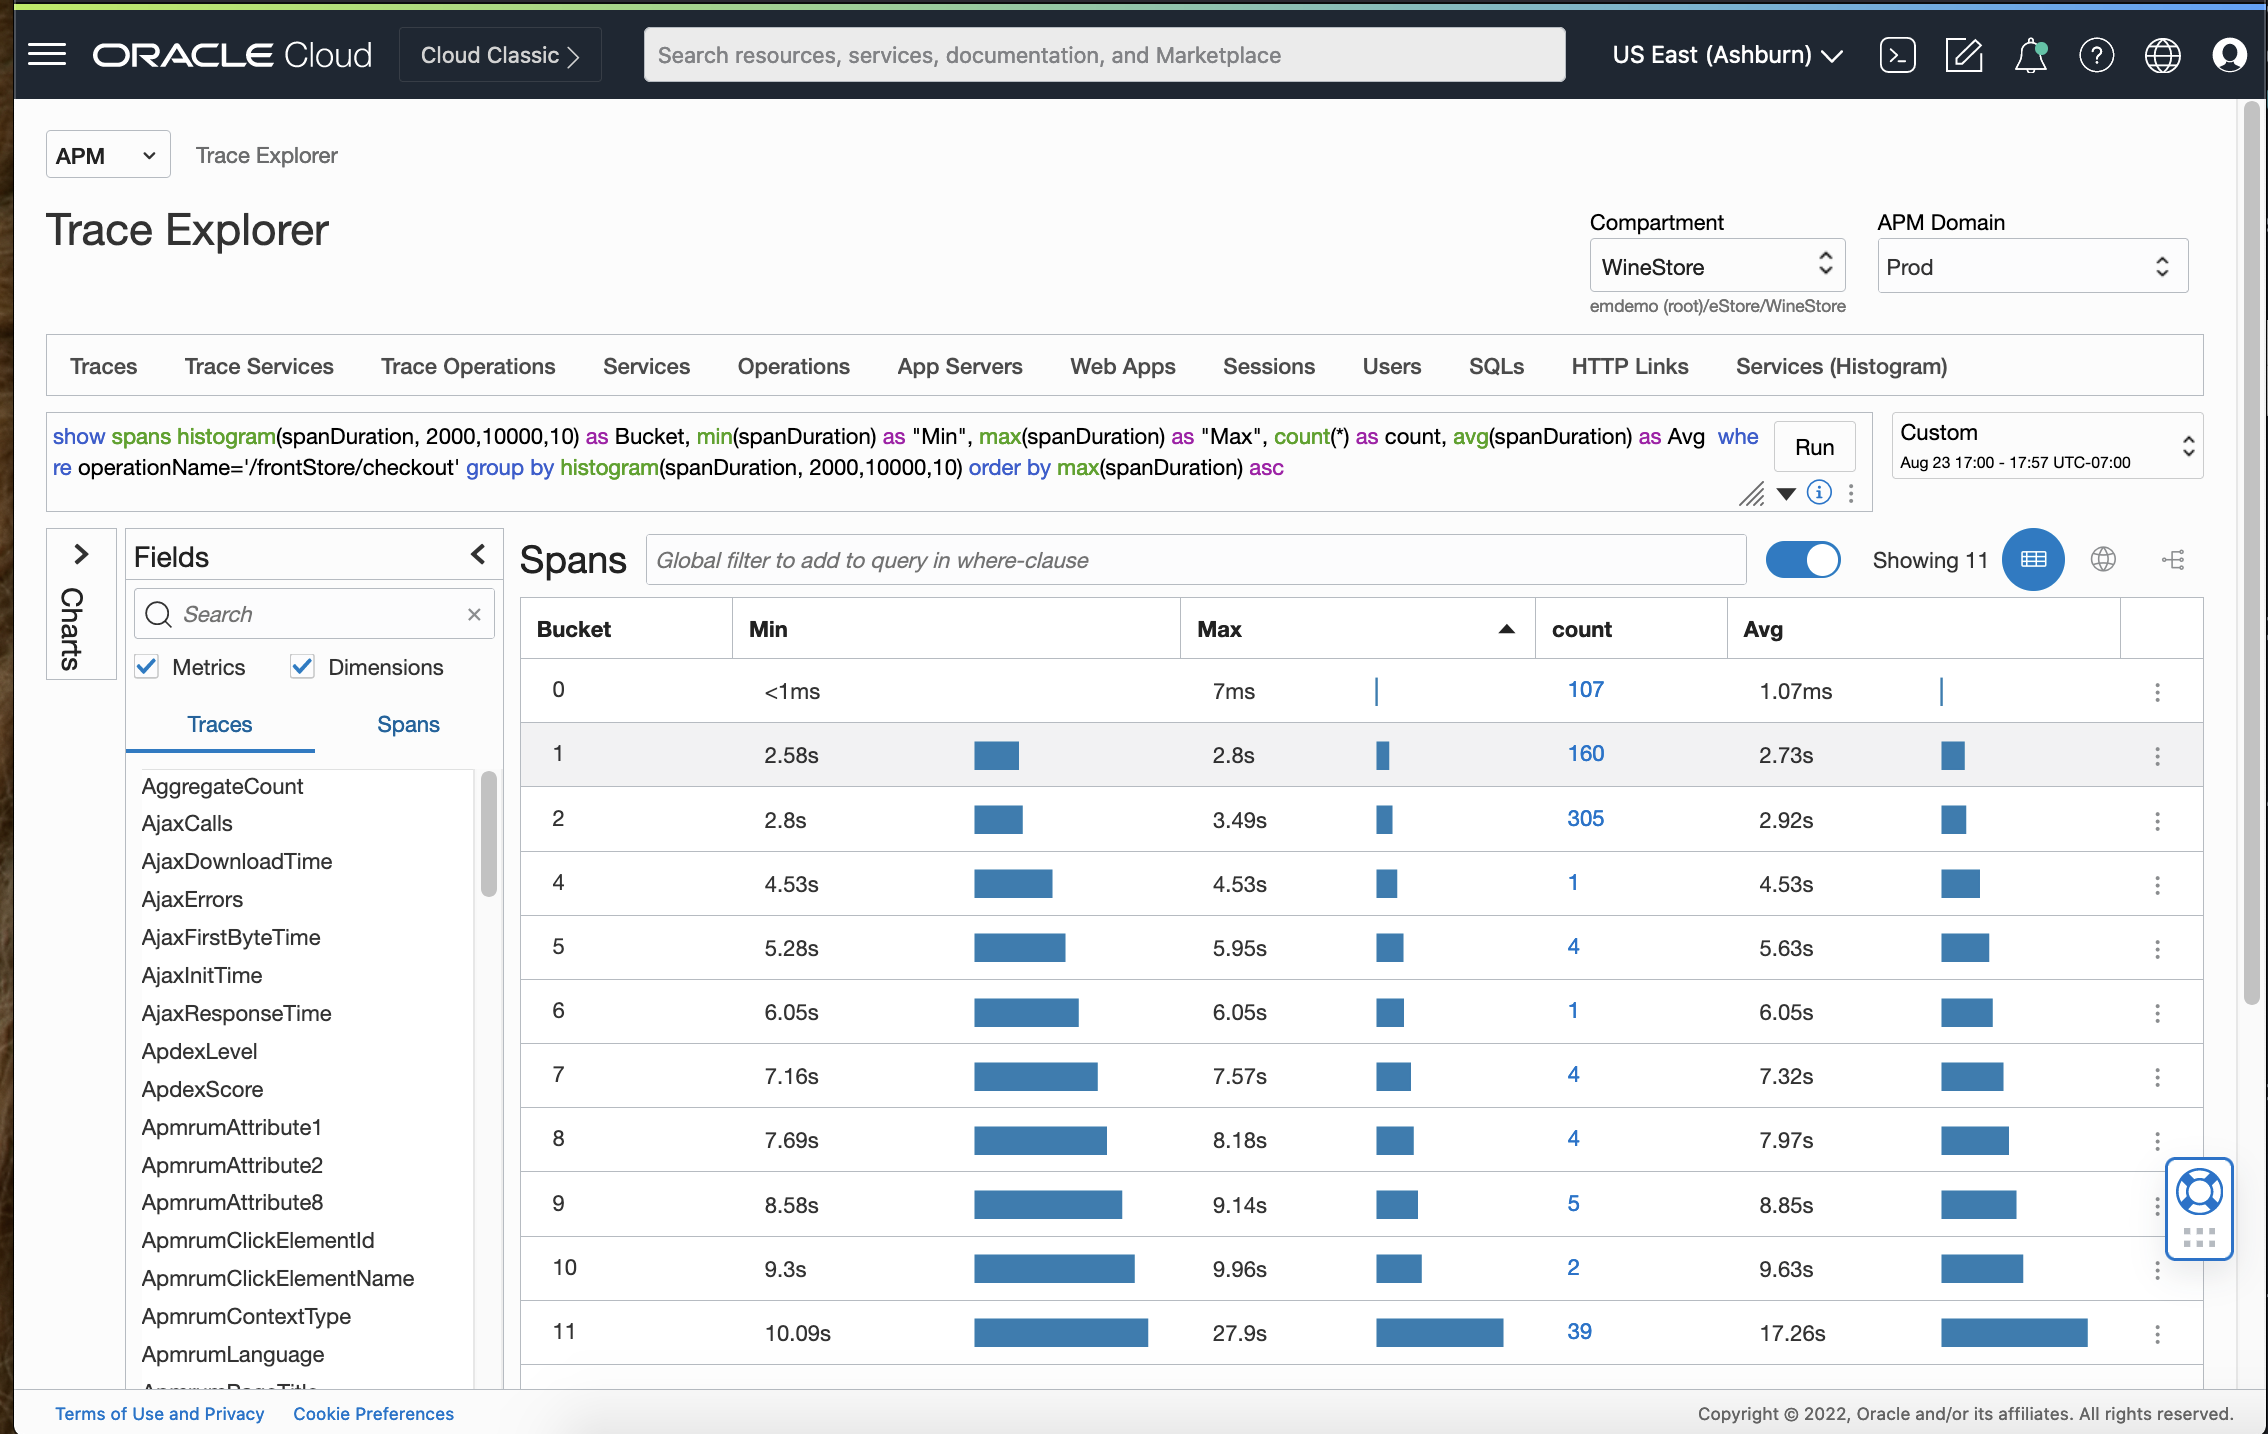 ORACLE Cloud
Cloud Classic
Search resources, services, documentation, and Marketplace
US East (Ashburn)
APM
Trace Explorer
Trace Explorer
Compartment
APM Domain
WineStore
Prod
emdemo (root)/eStore/WineStore
Traces Trace Services Trace Operations Services Operations App Servers Web Apps Sessions Users SQLs HTTP Links Services (Histogram)
show spans histogram(spanDuration, 2000,10000,10) as Bucket, min(spanDuration) as "Min", max(spanDuration) as "Max", count(*) as count, avg(spanDuration) as Avg whe
re operationName='/frontStore/checkout' group by histogram(spanDuration, 2000,10000,10) order by max(spanDuration) asc
Run
Custom
Aug 23 17:00 - 17:57 UTC-07:00
Charts
Fields
Search
Metrics Dimensions
Traces Spans
AggregateCount
AjaxCalls
AjaxDownloadTime
AjaxErrors
AjaxFirstByteTime
AjaxInitTime
AjaxResponseTime
ApdexLevel
ApdexScore
ApmrumAttribute1
ApmrumAttribute2
ApmrumAttribute8
ApmrumClickElementId
ApmrumClickElementName
ApmrumContextType
ApmrumLanguage
Spans
Global filter to add to query in where-clause
Showing 11
Bucket Min Max count Avg
0 <1ms 7ms 107 1.07ms
1 2.58s 2.8s 160 2.73s
2 2.8s 3.49s 305 2.92s
4 4.53s 4.53s 1 4.53s
5 5.28s 5.95s 4 5.63s
6 6.05s 6.05s 1 6.05s
7 7.16s 7.57s 4 7.32s
8 7.69s 8.18s 4 7.97s
9 8.58s 9.14s 5 8.85s
10 9.3s 9.96s 2 9.63s
11 10.09s 27.9s 39 17.26s
Terms of Use and Privacy Cookie Preferences
Copyright © 2022, Oracle and/or its affiliates. All rights reserved.